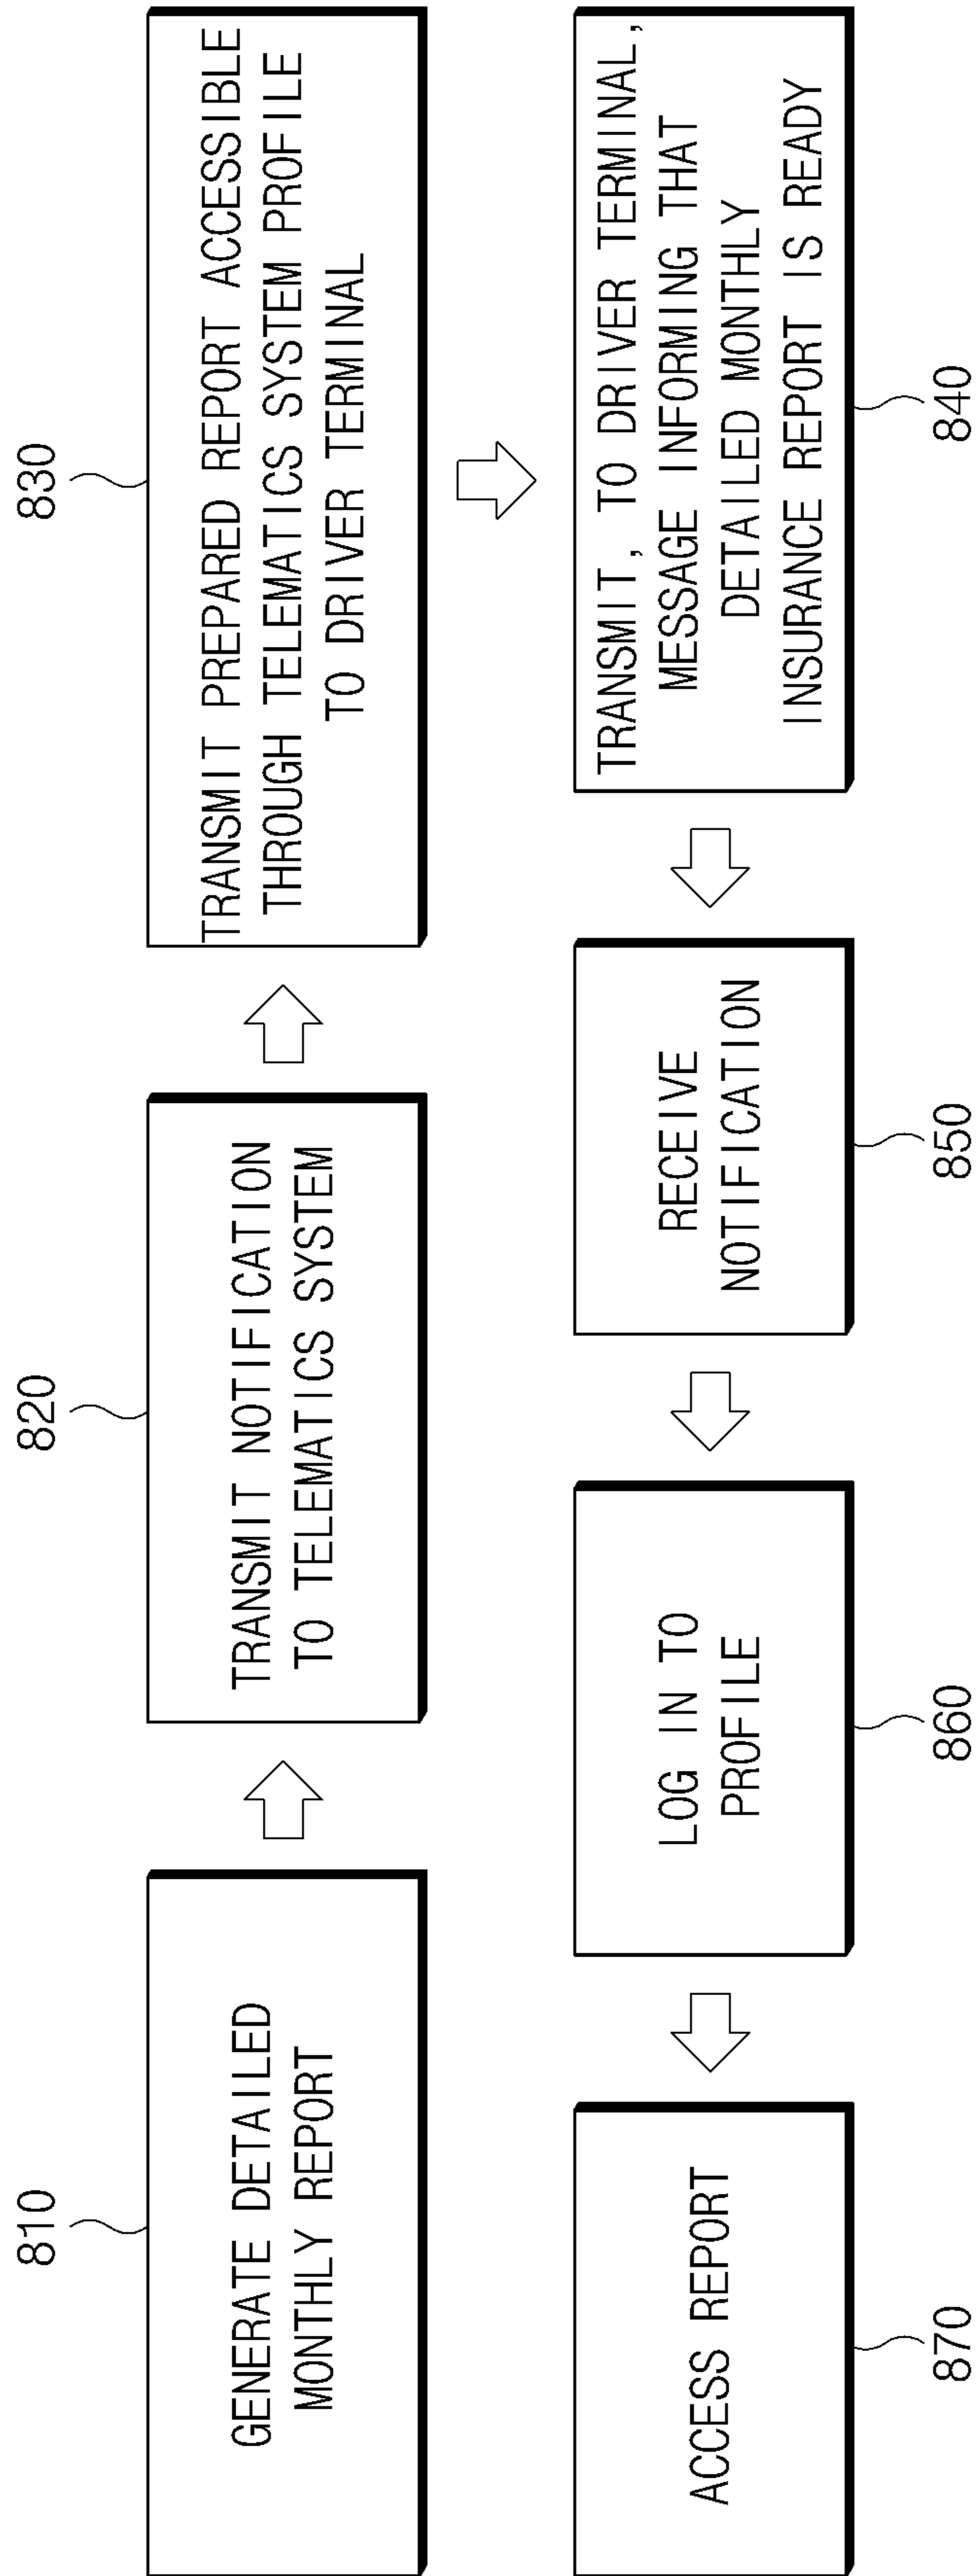 810
GENERATE DETAILED
MONTHLY REPORT
820
TRANSMIT NOTIFICATION
TO TELEMATICS SYSTEM
830
TRANSMIT PREPARED REPORT ACCESSIBLE
THROUGH TELEMATICS SYSTEM PROFILE
TO DRIVER TERMINAL
TRANSMIT, TO DRIVER TERMINAL,
MESSAGE INFORMING THAT
DETAILED MONTHLY
INSURANCE REPORT IS READY
840
RECEIVE
NOTIFICATION
850
LOG IN TO
PROFILE
860
ACCESS REPORT
870